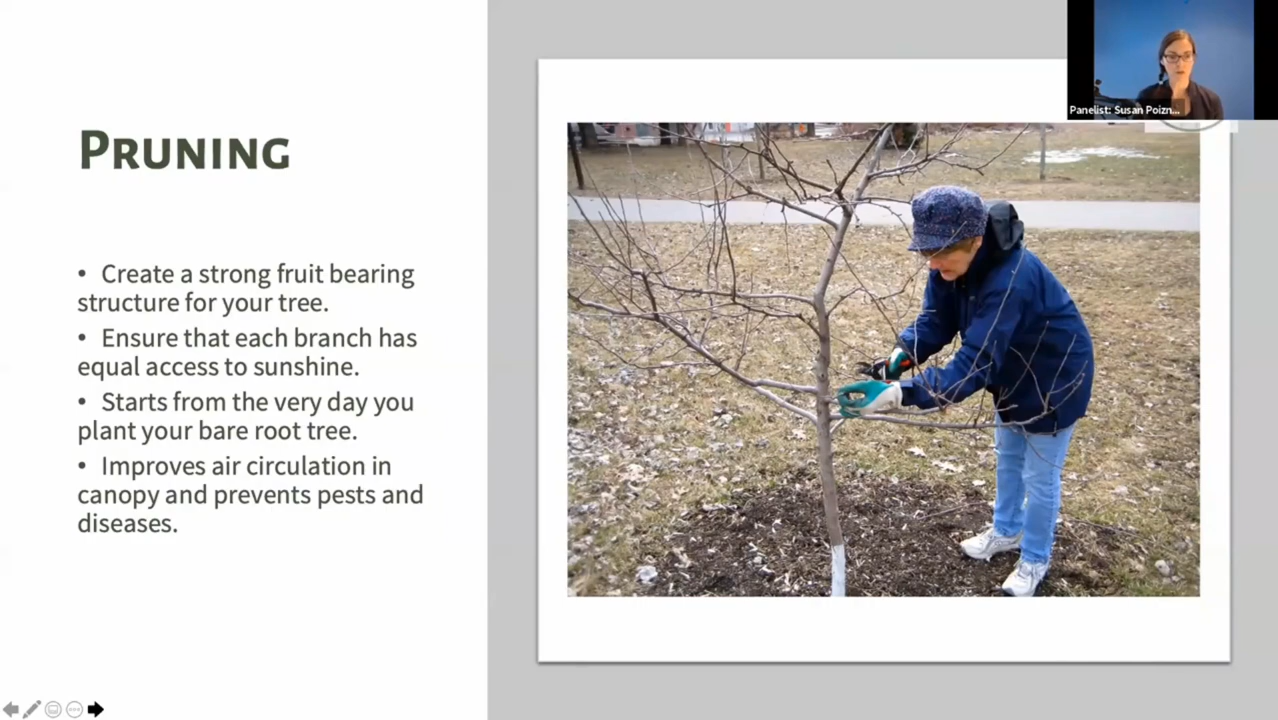 Panelist: Susan Poizn...
PRUNING
• Create a strong fruit bearing
structure for your tree.
• Ensure that each branch has
equal access to sunshine.
• Starts from the very day you
plant your bare root tree.
• Improves air circulation in
canopy and prevents pests and
diseases.